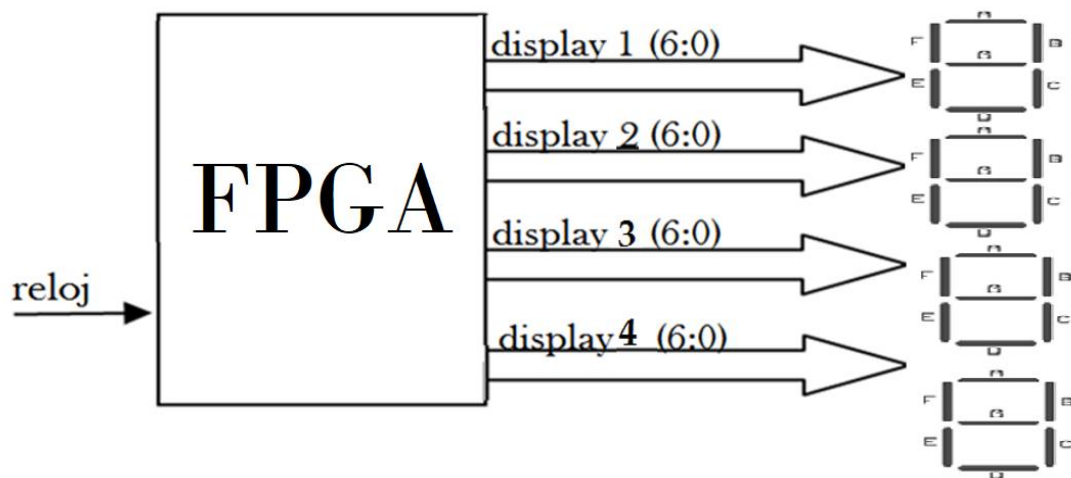 display 1 (6:0)
display 2 (6:0)
display 3 (6:0)
display 4 (6:0)
FPGA
reloj
A
F
B
G
E
C
D
A
F
B
G
E
C
D
A
F
B
G
E
C
D
A
F
B
G
E
C
D